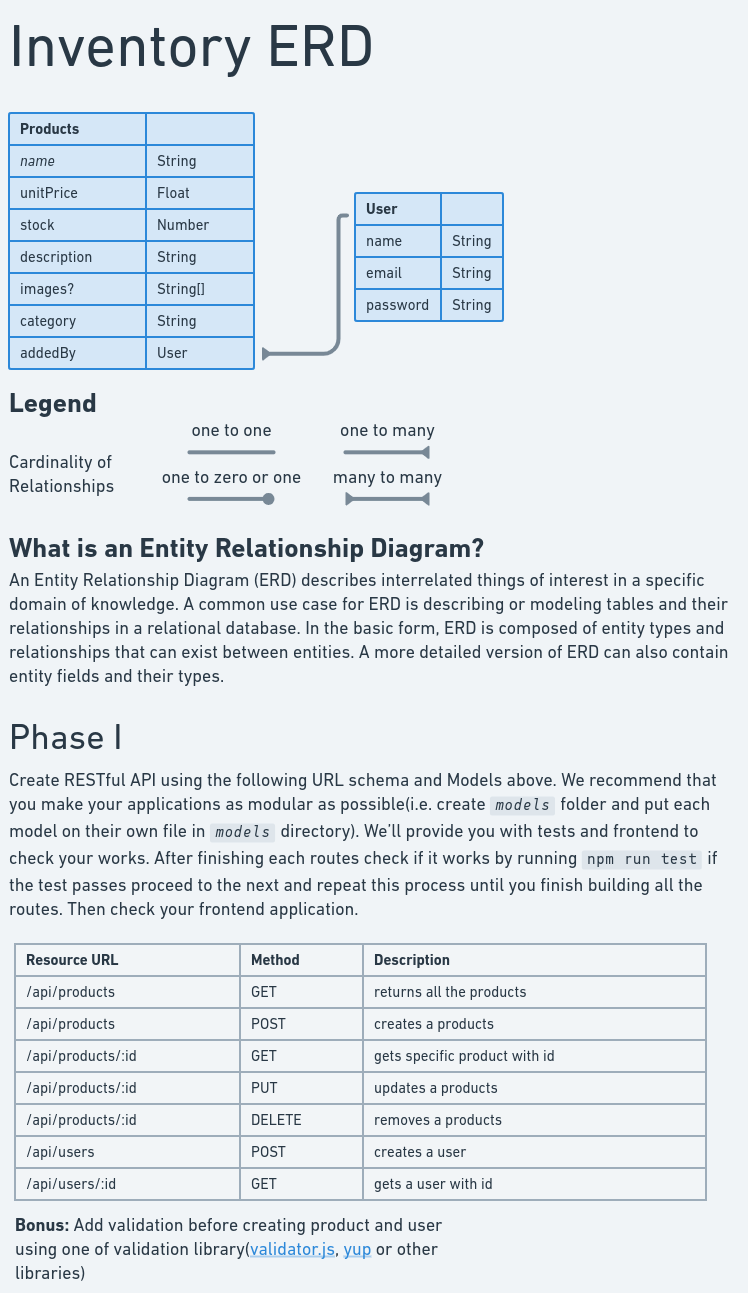 Inventory ERD
Products
name String
unitPrice Float
stock Number
description String
images? String[]
category String
addedBy User
User
name String
email String
password String
Legend
Cardinality of
Relationships
one to one
one to many
one to zero or one
many to many
What is an Entity Relationship Diagram?
An Entity Relationship Diagram (ERD) describes interrelated things of interest in a specific
domain of knowledge. A common use case for ERD is describing or modeling tables and their
relationships in a relational database. In the basic form, ERD is composed of entity types and
relationships that can exist between entities. A more detailed version of ERD can also contain
entity fields and their types.
Phase I
Create RESTful API using the following URL schema and Models above. We recommend that
you make your applications as modular as possible(i.e. create models folder and put each
model on their own file in models directory). We'll provide you with tests and frontend to
check your works. After finishing each routes check if it works by running npm run test if
the test passes proceed to the next and repeat this process until you finish building all the
routes. Then check your frontend application.
Resource URL Method Description
/api/products GET returns all the products
/api/products POST creates a products
/api/products/:id GET gets specific product with id
/api/products/:id PUT updates a products
/api/products/:id DELETE removes a products
/api/users POST creates a user
/api/users/:id GET gets a user with id
Bonus: Add validation before creating product and user
using one of validation library(validator.js, yup or other
libraries)